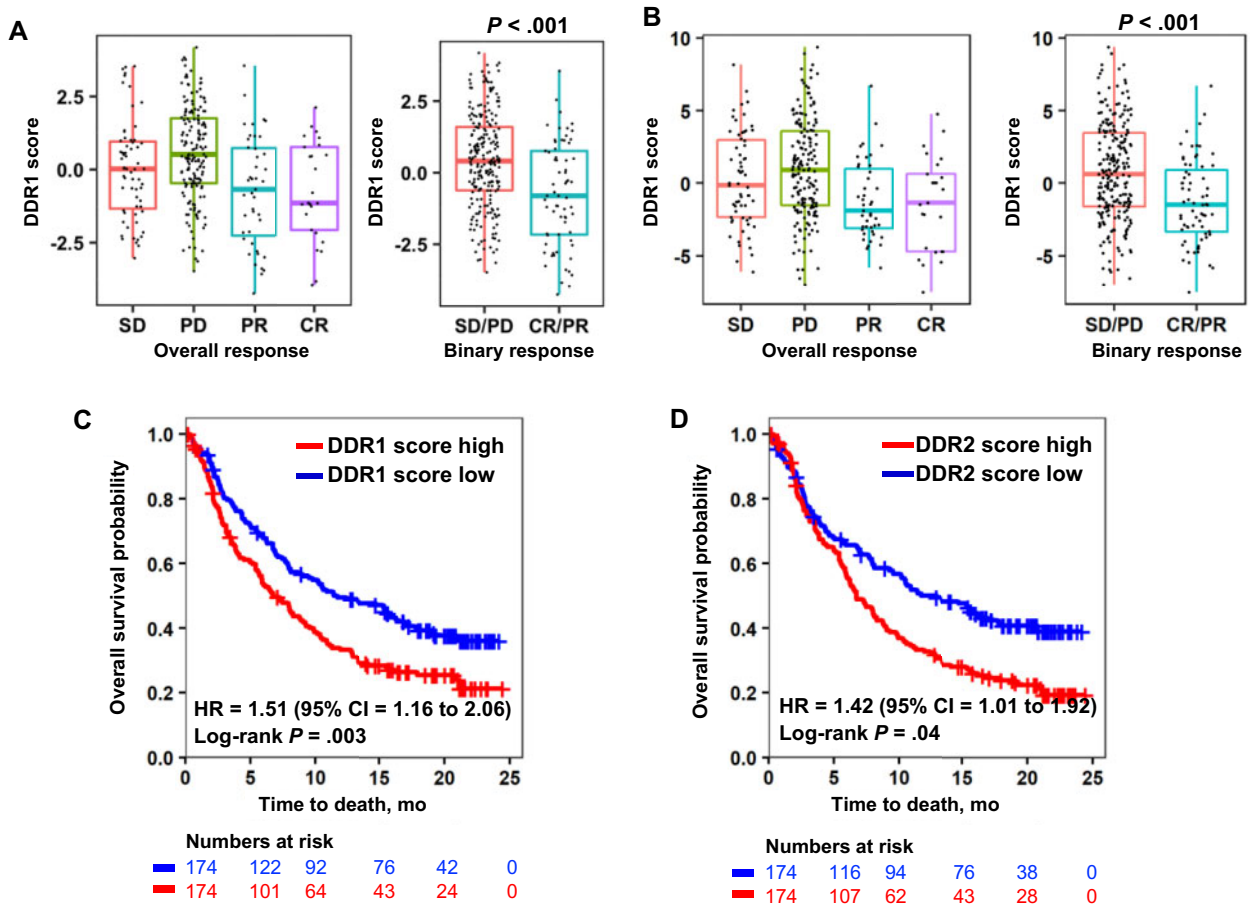 A
P < .001
DDR1 score
2.5
0.0
-2.5
SD PD PR CR
Overall response
DDR1 score
2.5
0.0
-2.5
SD/PD CR/PR
Binary response
B
P < .001
DDR1 score
10
5
0
-5
SD PD PR CR
Overall response
DDR1 score
10
5
0
-5
SD/PD CR/PR
Binary response
C
Overall survival probability
1.0
0.8
0.6
0.4
0.2
0.0
DDR1 score high
DDR1 score low
HR = 1.51 (95% CI = 1.16 to 2.06)
Log-rank P = .003
0 5 10 15 20 25
Time to death, mo
Numbers at risk
174 122 92 76 42 0
174 101 64 43 24 0
D
Overall survival probability
1.0
0.8
0.6
0.4
0.2
0.0
DDR2 score high
DDR2 score low
HR = 1.42 (95% CI = 1.01 to 1.92)
Log-rank P = .04
0 5 10 15 20 25
Time to death, mo
Numbers at risk
174 116 94 76 38 0
174 107 62 43 28 0